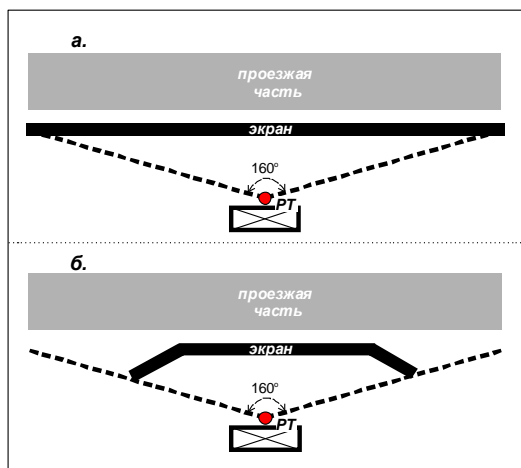 а.
проезжая
часть
экран
160°
РТ
б.
проезжая
часть
экран
160°
РТ